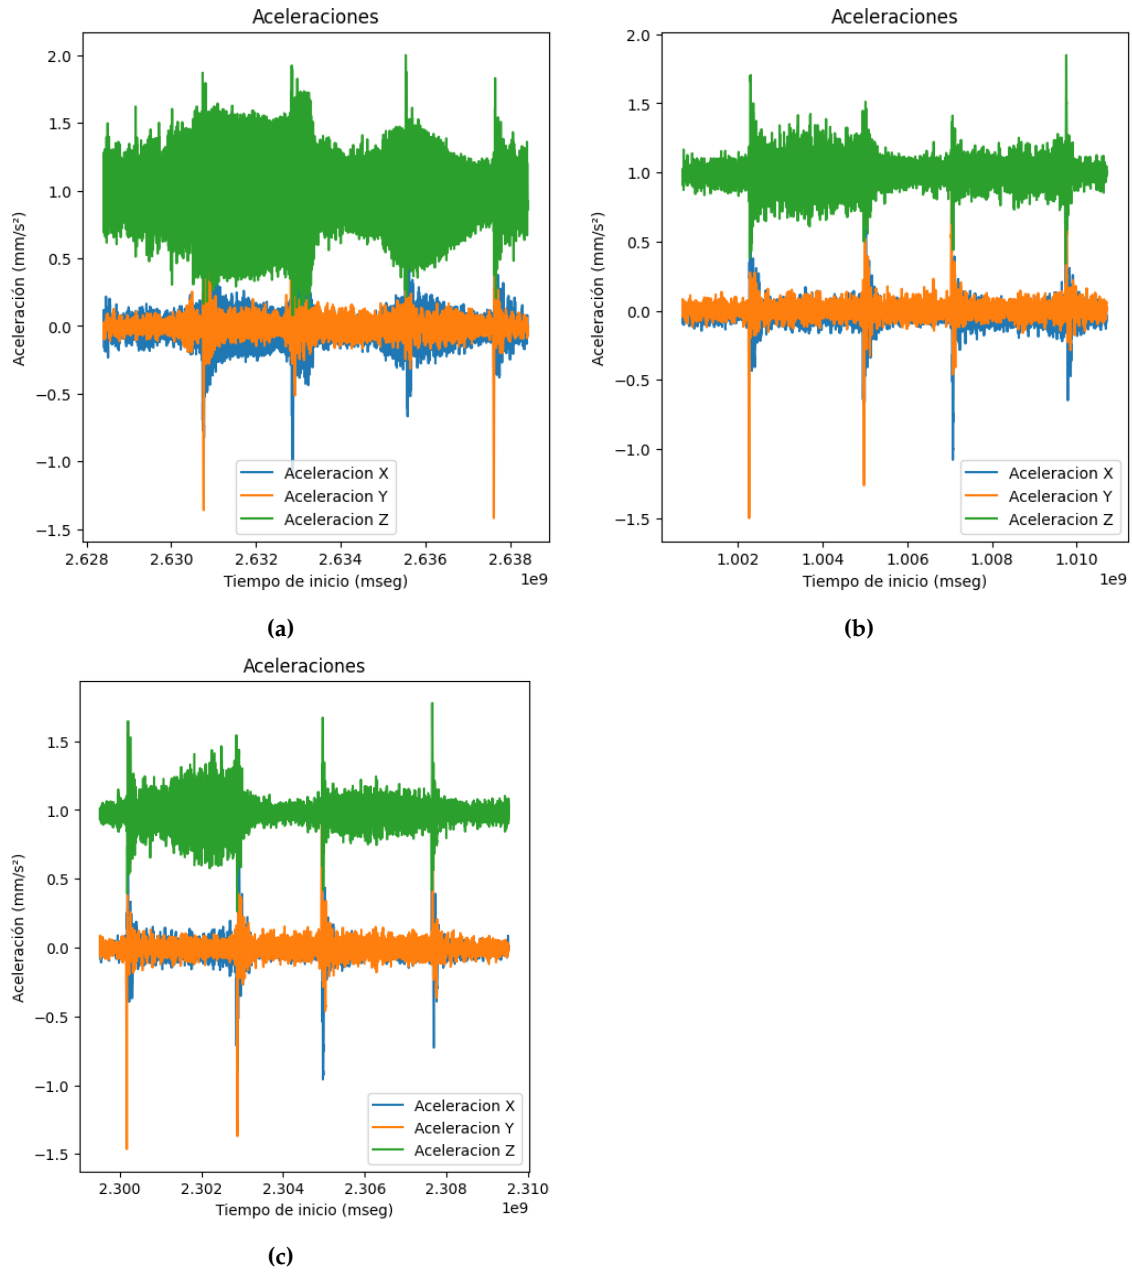 Aceleraciones
2.0
1.5
1.0
0.5
0.0
−0.5
−1.0
−1.5
Aceleración (mm/s²)
Aceleracion X
Aceleracion Y
Aceleracion Z
2.628 2.630 2.632 2.634 2.636 2.638
1e9
Tiempo de inicio (mseg)
(a)
Aceleraciones
2.0
1.5
1.0
0.5
0.0
−0.5
−1.0
−1.5
Aceleración (mm/s²)
Aceleracion X
Aceleracion Y
Aceleracion Z
1.002 1.004 1.006 1.008 1.010
1e9
Tiempo de inicio (mseg)
(b)
Aceleraciones
1.5
1.0
0.5
0.0
−0.5
−1.0
−1.5
Aceleración (mm/s²)
Aceleracion X
Aceleracion Y
Aceleracion Z
2.300 2.302 2.304 2.306 2.308 2.310
1e9
Tiempo de inicio (mseg)
(c)